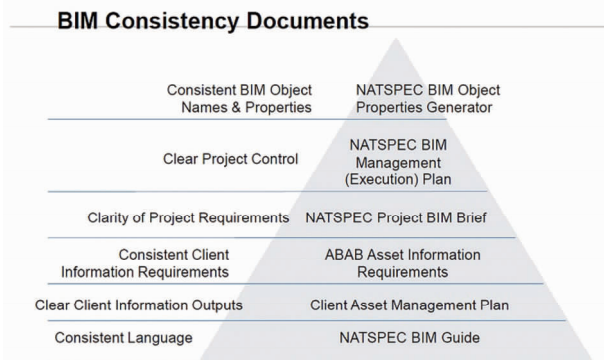 BIM Consistency Documents
Consistent BIM Object
Names & Properties
NATSPEC BIM Object
Properties Generator
Clear Project Control
NATSPEC BIM
Management
(Execution) Plan
Clarity of Project Requirements
NATSPEC Project BIM Brief
Consistent Client
Information Requirements
ABAB Asset Information
Requirements
Clear Client Information Outputs
Client Asset Management Plan
Consistent Language
NATSPEC BIM Guide